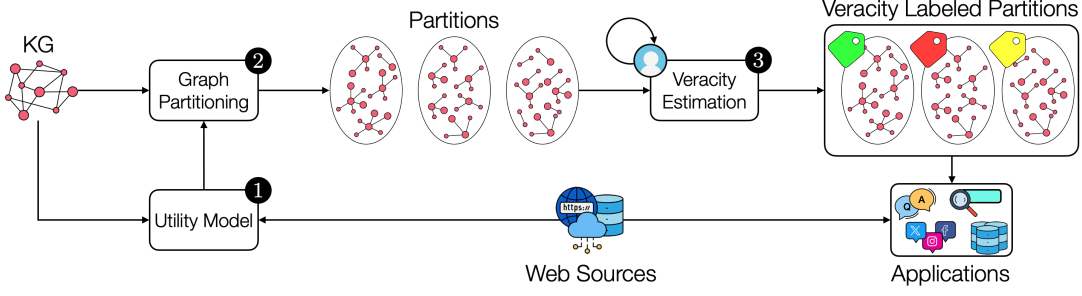 Partitions
Veracity Labeled Partitions
KG
2
3
Graph
Partitioning
Veracity
Estimation
1
Utility Model
https://
Q
A
X
f
Web Sources
Applications